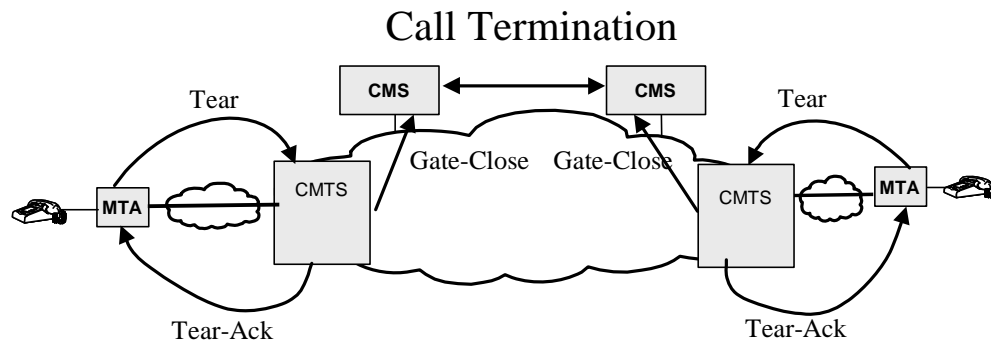 Call Termination
CMS
CMS
Tear
Tear
Gate-Close
Gate-Close
CMTS
CMTS
MTA
MTA
Tear-Ack
Tear-Ack